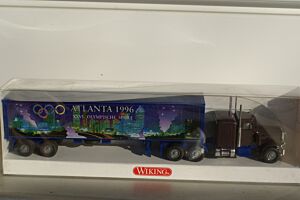 ATLANTA 1996
XXVI. OLYMPISCHE SPIELE
WIKING